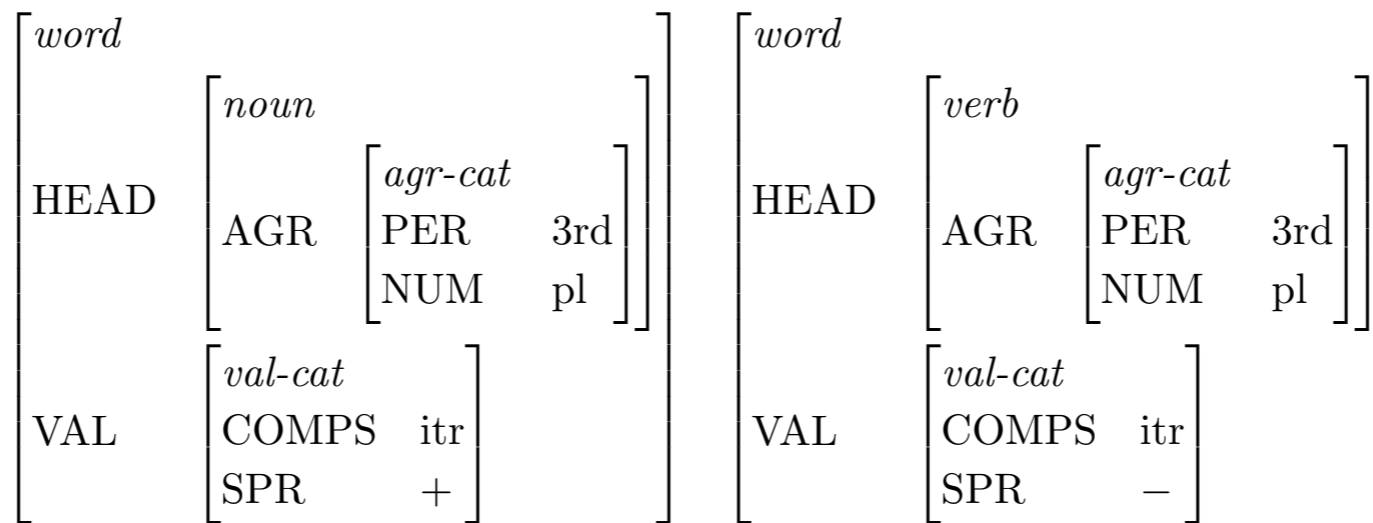 word word
noun verb
agr-cat agr-cat
HEAD HEAD
AGR PER 3rd AGR PER 3rd
NUM pl NUM pl
val-cat val-cat
VAL COMPS itr VAL COMPS itr
SPR + SPR −